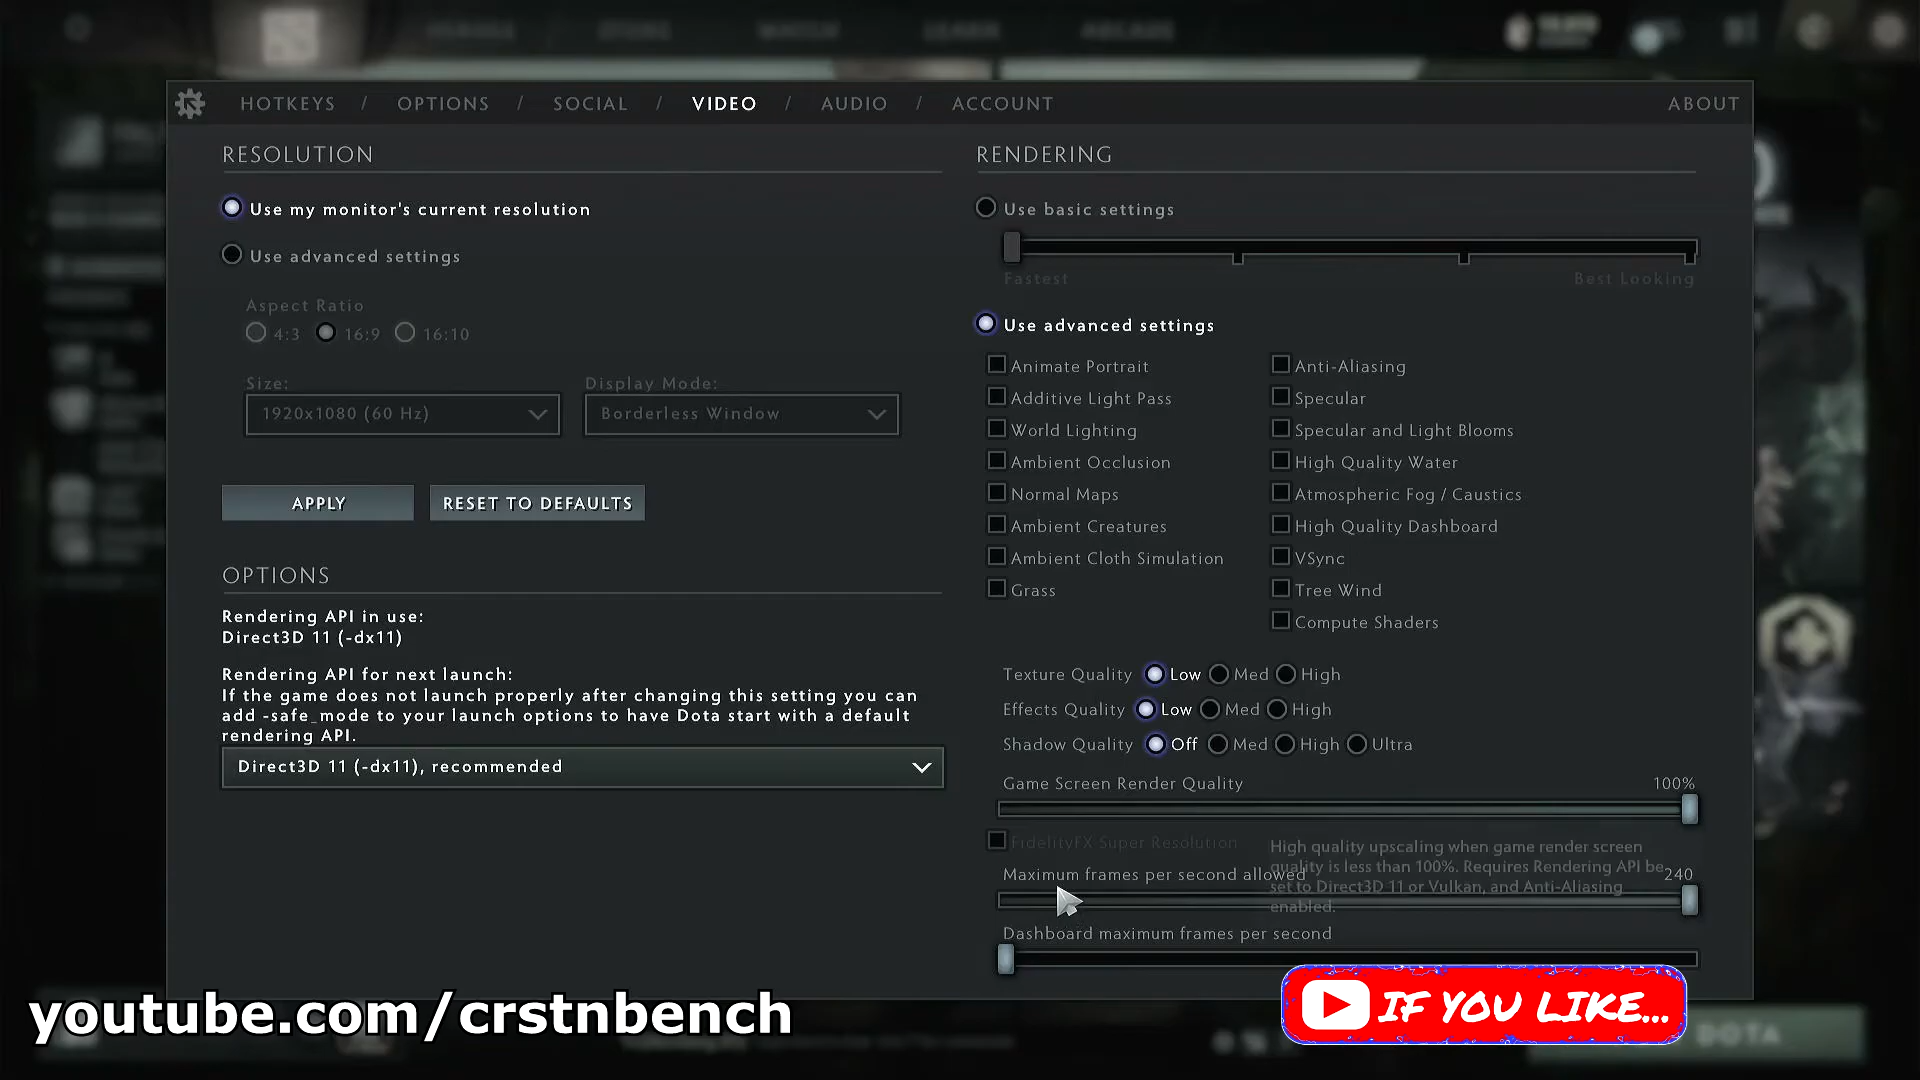 HEROES STORE WATCH LEARN ARCADE
HOTKEYS / OPTIONS / SOCIAL / VIDEO / AUDIO / ACCOUNT
ABOUT
RESOLUTION
Use my monitor's current resolution
Use advanced settings
Aspect Ratio
4:3 16:9 16:10
Size:
1920x1080 (60 Hz)
Display Mode:
Borderless Window
APPLY
RESET TO DEFAULTS
OPTIONS
Rendering API in use:
Direct3D 11 (-dx11)
Rendering API for next launch:
If the game does not launch properly after changing this setting you can
add -safe_mode to your launch options to have Dota start with a default
rendering API.
Direct3D 11 (-dx11), recommended
RENDERING
Use basic settings
Fastest
Best Looking
Use advanced settings
Animate Portrait
Additive Light Pass
World Lighting
Ambient Occlusion
Normal Maps
Ambient Creatures
Ambient Cloth Simulation
Grass
Anti-Aliasing
Specular
Specular and Light Blooms
High Quality Water
Atmospheric Fog / Caustics
High Quality Dashboard
VSync
Tree Wind
Compute Shaders
Texture Quality Low Med High
Effects Quality Low Med High
Shadow Quality Off Med High Ultra
Game Screen Render Quality 100%
FidelityFX Super Resolution
High quality upscaling when game render screen
quality is less than 100%. Requires Rendering API be
set to Direct3D 11 or Vulkan, and Anti-Aliasing
enabled.
Maximum frames per second allowed 240
Dashboard maximum frames per second
youtube.com/crstnbench
IF YOU LIKE...
DOTA